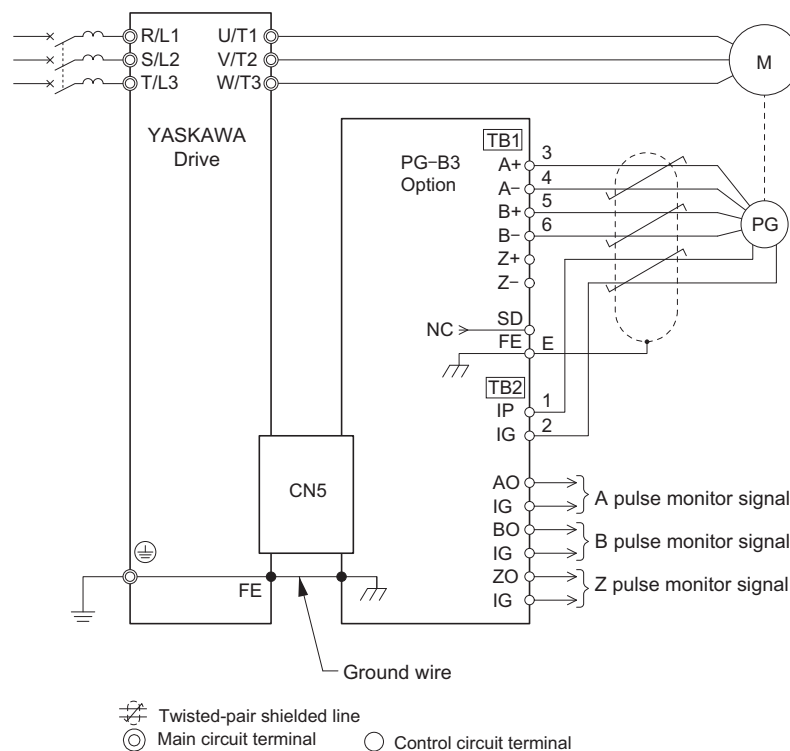 R/L1 U/T1
S/L2 V/T2
T/L3 W/T3
M
YASKAWA
Drive
PG-B3
Option
TB1
A+ 3
A− 4
B+ 5
B− 6
Z+
Z−
PG
NC SD
FE E
TB2
IP 1
IG 2
CN5
AO
IG
A pulse monitor signal
BO
IG
B pulse monitor signal
ZO
IG
Z pulse monitor signal
FE
Ground wire
Twisted-pair shielded line
Main circuit terminal
Control circuit terminal